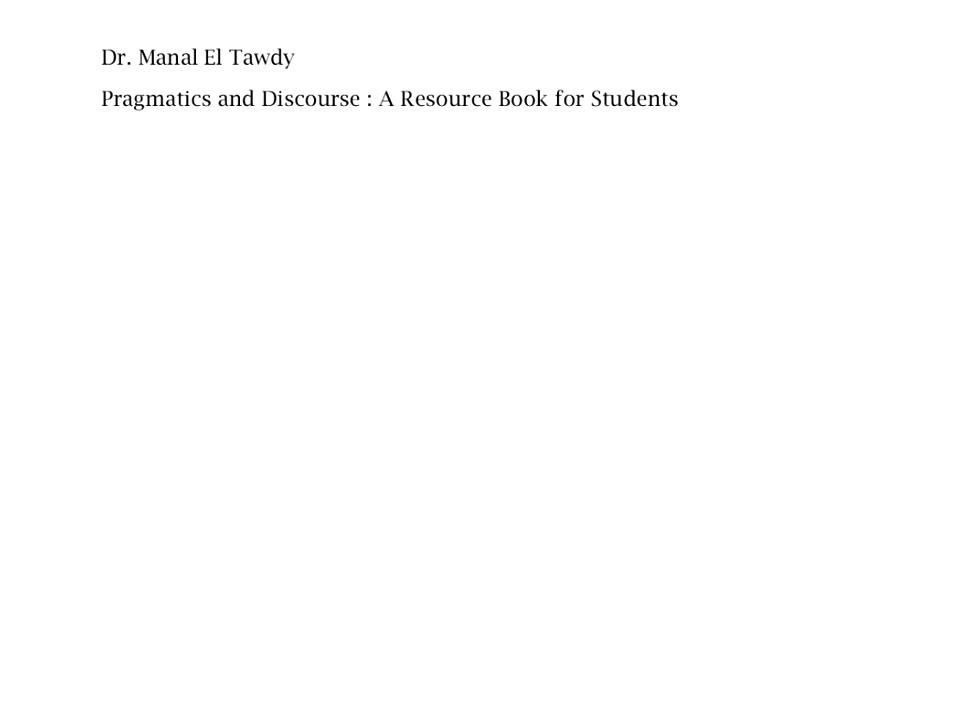 Dr. Manal El Tawdy
Pragmatics and Discourse : A Resource Book for Students